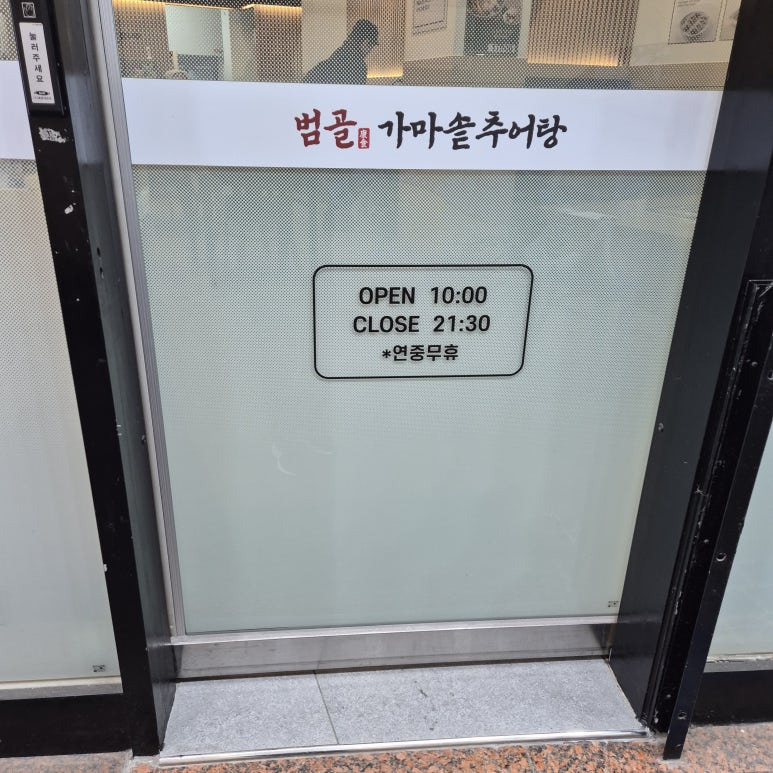 눌러주세요
범골 가마솥추어탕
OPEN 10:00
CLOSE 21:30
*연중무휴